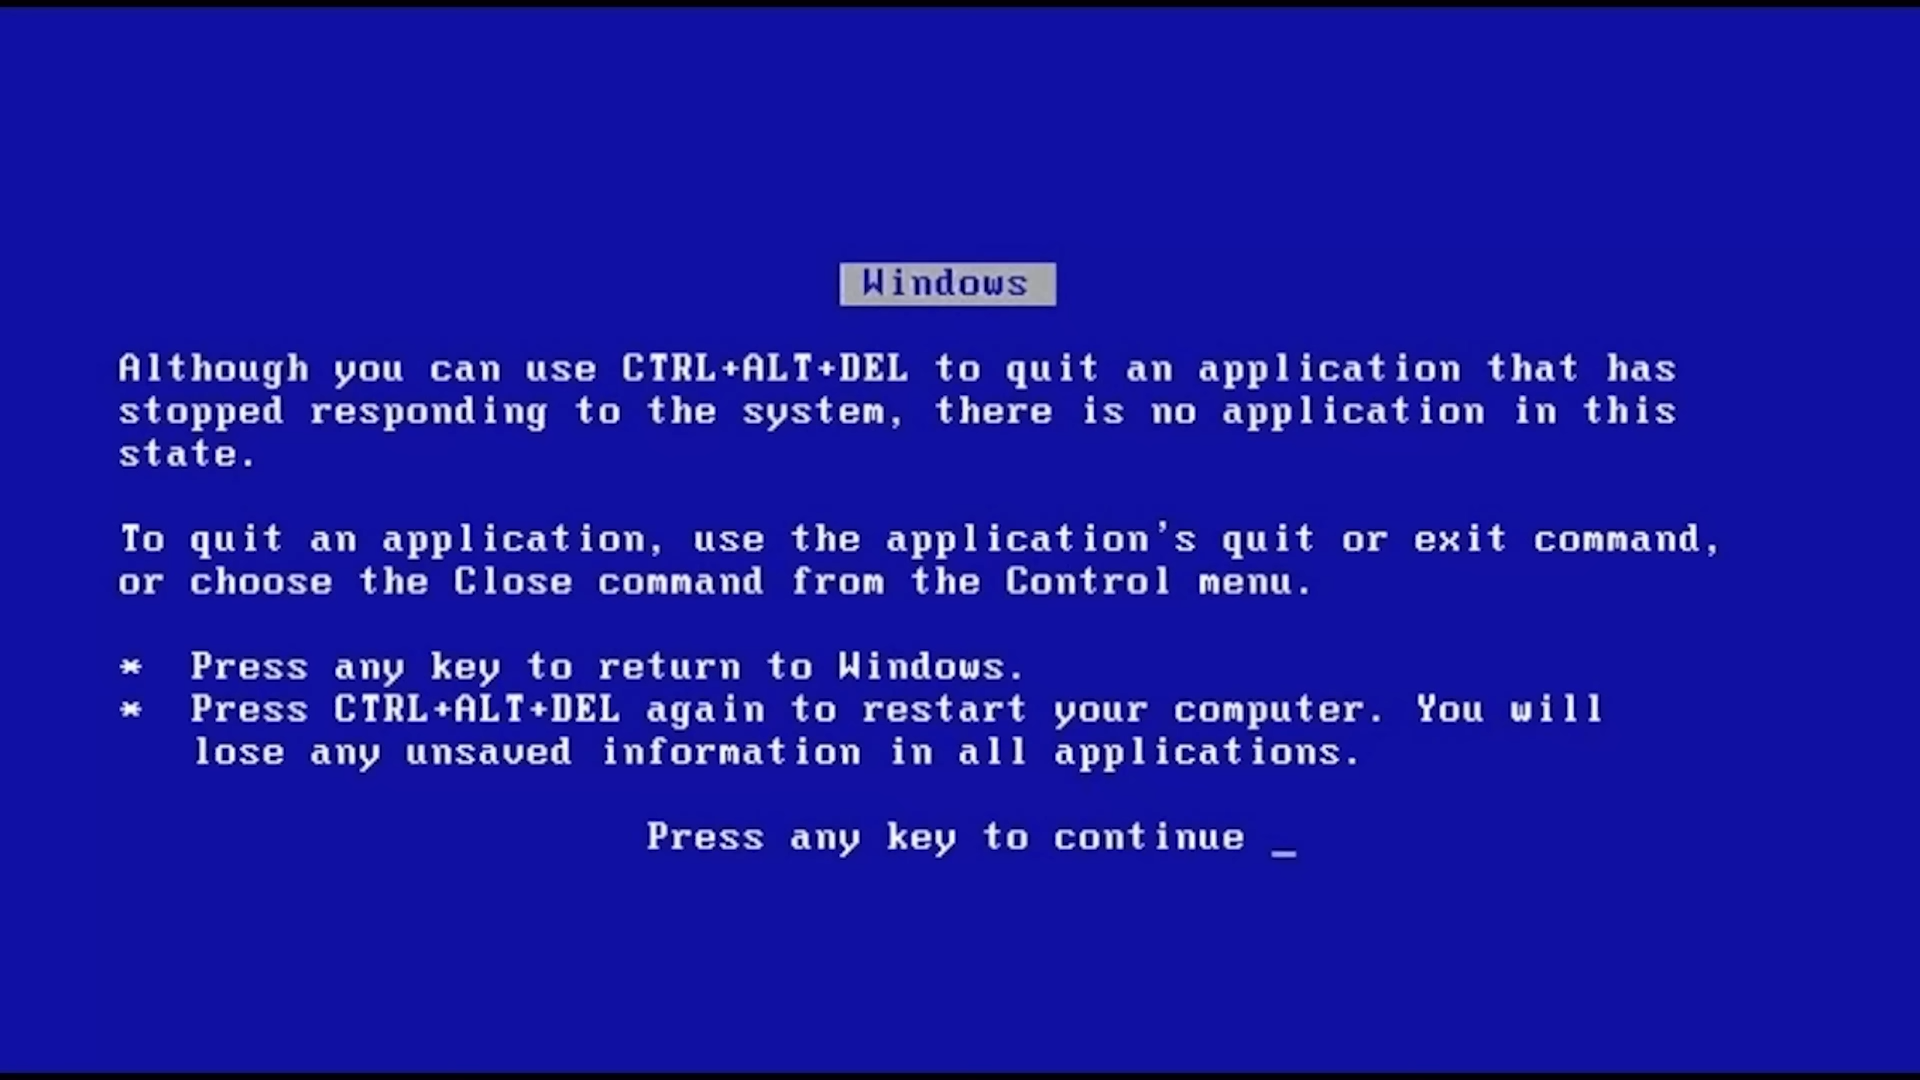 Windows
Although you can use CTRL+ALT+DEL to quit an application that has
stopped responding to the system, there is no application in this
state.
To quit an application, use the application's quit or exit command,
or choose the Close command from the Control menu.
* Press any key to return to Windows.
* Press CTRL+ALT+DEL again to restart your computer. You will
lose any unsaved information in all applications.
Press any key to continue _